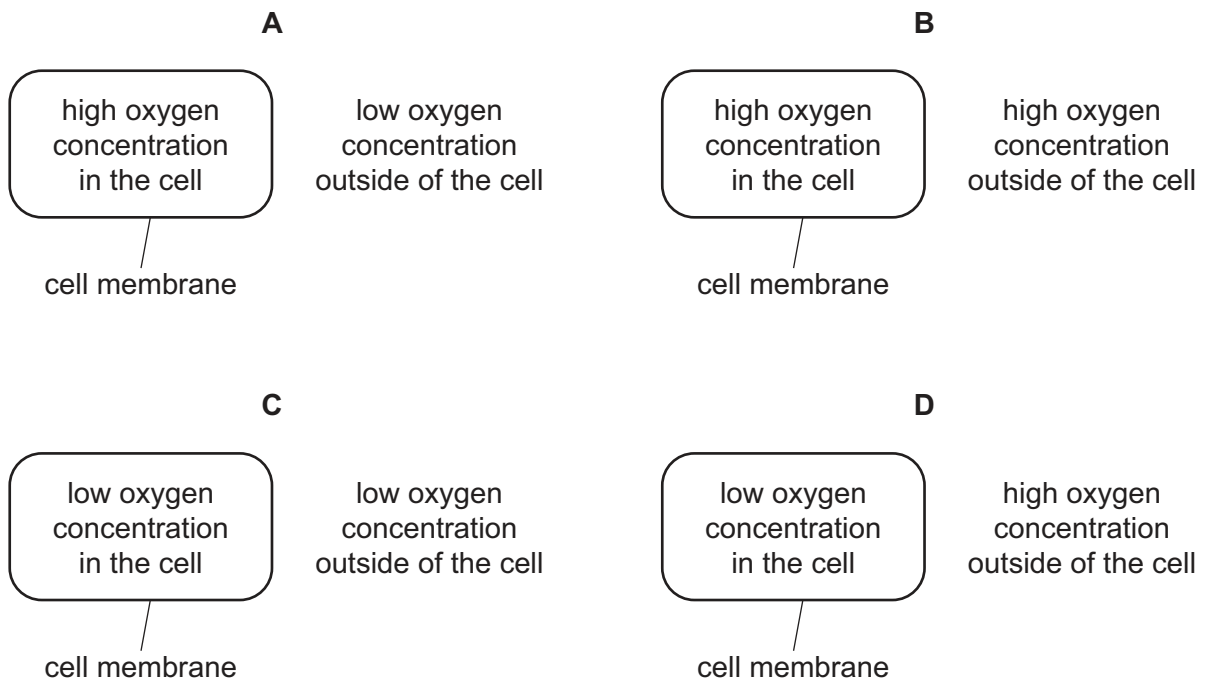 A
high oxygen
concentration
in the cell
low oxygen
concentration
outside of the cell
cell membrane
B
high oxygen
concentration
in the cell
high oxygen
concentration
outside of the cell
cell membrane
C
low oxygen
concentration
in the cell
low oxygen
concentration
outside of the cell
cell membrane
D
low oxygen
concentration
in the cell
high oxygen
concentration
outside of the cell
cell membrane